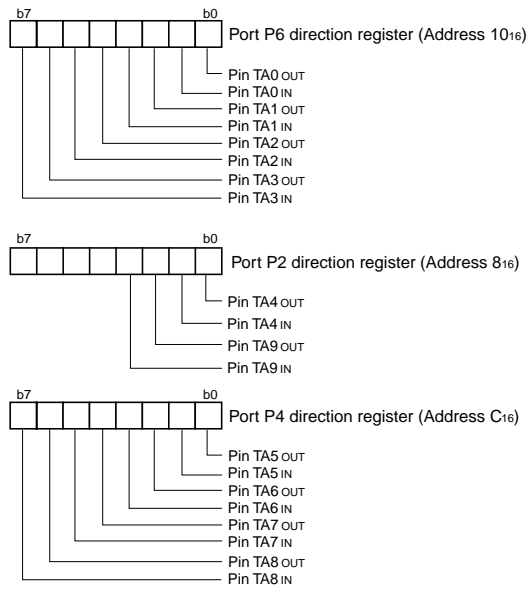 b7 b0
Port P6 direction register (Address 10₁₆)
Pin TA0 OUT
Pin TA0 IN
Pin TA1 OUT
Pin TA1 IN
Pin TA2 OUT
Pin TA2 IN
Pin TA3 OUT
Pin TA3 IN
b7 b0
Port P2 direction register (Address 8₁₆)
Pin TA4 OUT
Pin TA4 IN
Pin TA9 OUT
Pin TA9 IN
b7 b0
Port P4 direction register (Address C₁₆)
Pin TA5 OUT
Pin TA5 IN
Pin TA6 OUT
Pin TA6 IN
Pin TA7 OUT
Pin TA7 IN
Pin TA8 OUT
Pin TA8 IN